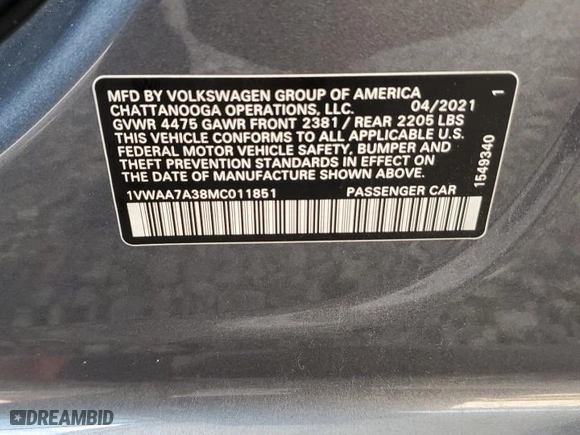 MFD BY VOLKSWAGEN GROUP OF AMERICA
CHATTANOOGA OPERATIONS, LLC. 04/2021
GVWR 4475 GAWR FRONT 2381 / REAR 2205 LBS
THIS VEHICLE CONFORMS TO ALL APPLICABLE U.S.
FEDERAL MOTOR VEHICLE SAFETY, BUMPER AND
THEFT PREVENTION STANDARDS IN EFFECT ON
THE DATE OF MANUFACTURE SHOWN ABOVE.
1VWAA7A38MC011851 PASSENGER CAR
1549340 1
DREAMBID